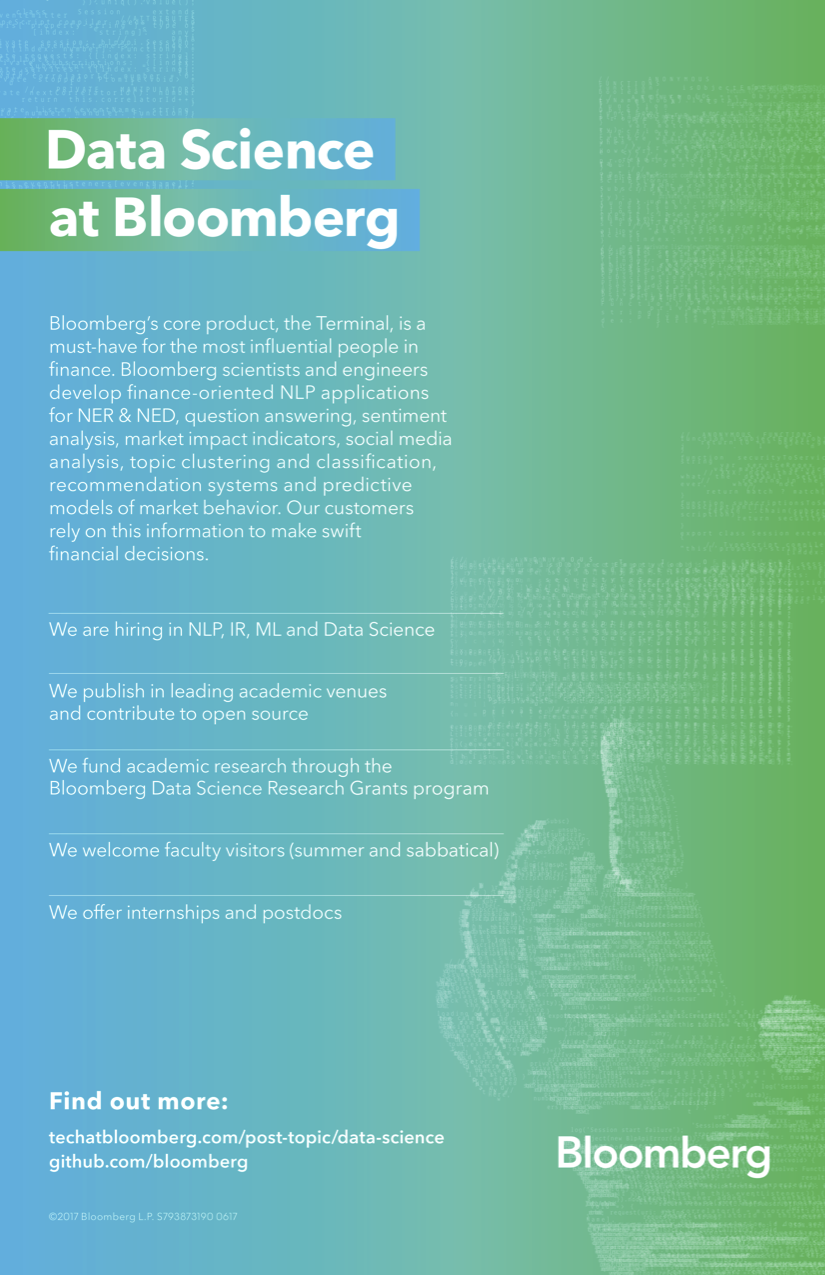 Data Science
at Bloomberg
Bloomberg’s core product, the Terminal, is a
must-have for the most influential people in
finance. Bloomberg scientists and engineers
develop finance-oriented NLP applications
for NER & NED, question answering, sentiment
analysis, market impact indicators, social media
analysis, topic clustering and classification,
recommendation systems and predictive
models of market behavior. Our customers
rely on this information to make swift
financial decisions.
We are hiring in NLP, IR, ML and Data Science
We publish in leading academic venues
and contribute to open source
We fund academic research through the
Bloomberg Data Science Research Grants program
We welcome faculty visitors (summer and sabbatical)
We offer internships and postdocs
Find out more:
techatbloomberg.com/post-topic/data-science
github.com/bloomberg
Bloomberg
©2017 Bloomberg L.P. S793873190 0617